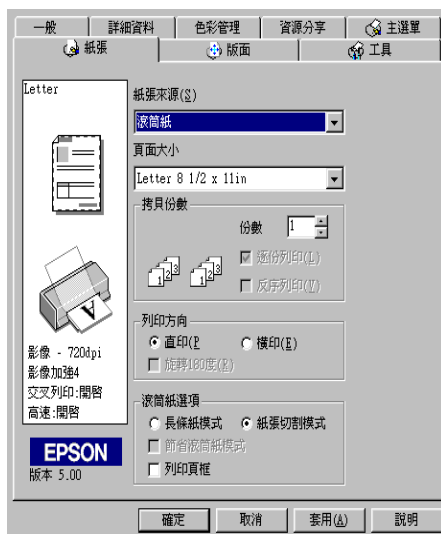 一般 詳細資料 色彩管理 資源分享 主選單
紙張 版面 工具
Letter
紙張來源(S)
滾筒紙
頁面大小
Letter 8 1/2 x 11in
拷貝份數
份數 1
逐份列印(L)
反序列印(V)
列印方向
直印(P 橫印(E)
旋轉180度(R)
影像 - 720dpi
影像加強4
交叉列印:開啓
高速:開啓
滾筒紙選項
長條紙模式 紙張切割模式
節省滾筒紙模式
列印頁框
EPSON
版本 5.00
確定 取消 套用(A) 説明